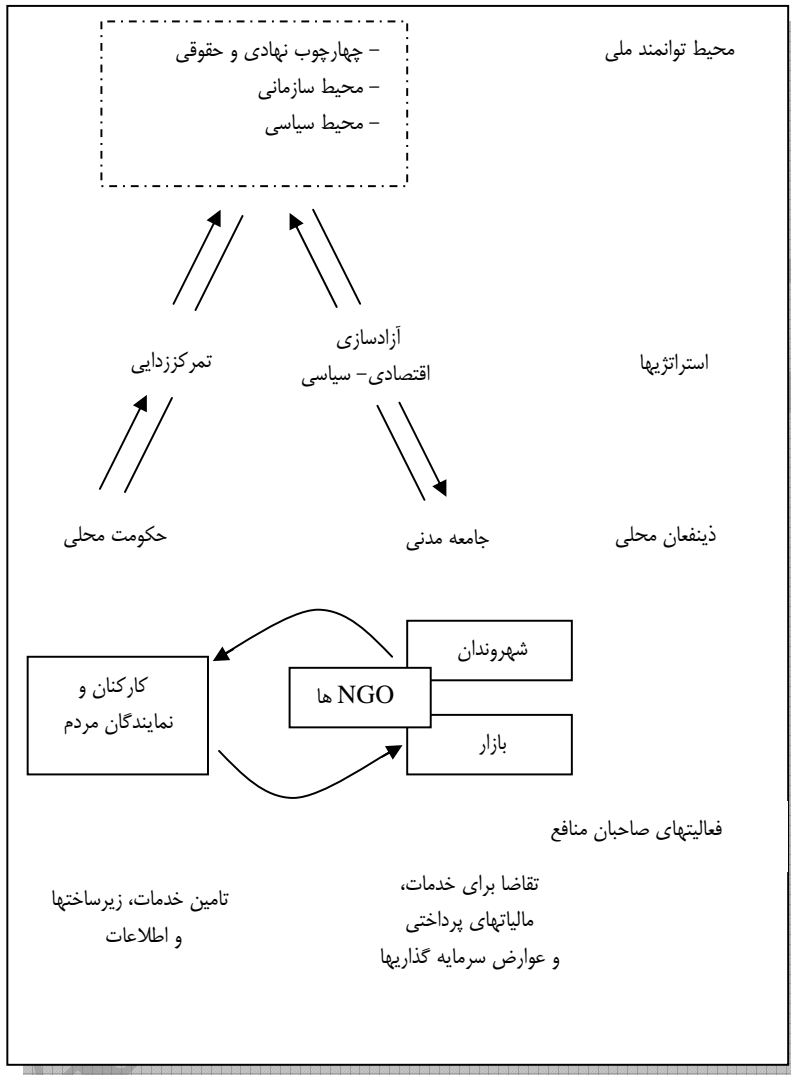 محیط توانمند ملی
- چهارچوب نهادی و حقوقی
- محیط سازمانی
- محیط سیاسی
استراتژیها
آزادسازی
اقتصادی- سیاسی
تمرکززدایی
ذینفعان محلی
جامعه مدنی
حکومت محلی
شهروندان
NGO ها
بازار
کارکنان و
نمایندگان مردم
فعالیتهای صاحبان منافع
تقاضا برای خدمات،
مالیاتهای پرداختی
و عوارض سرمایه گذاریها
تامین خدمات، زیرساختها
و اطلاعات